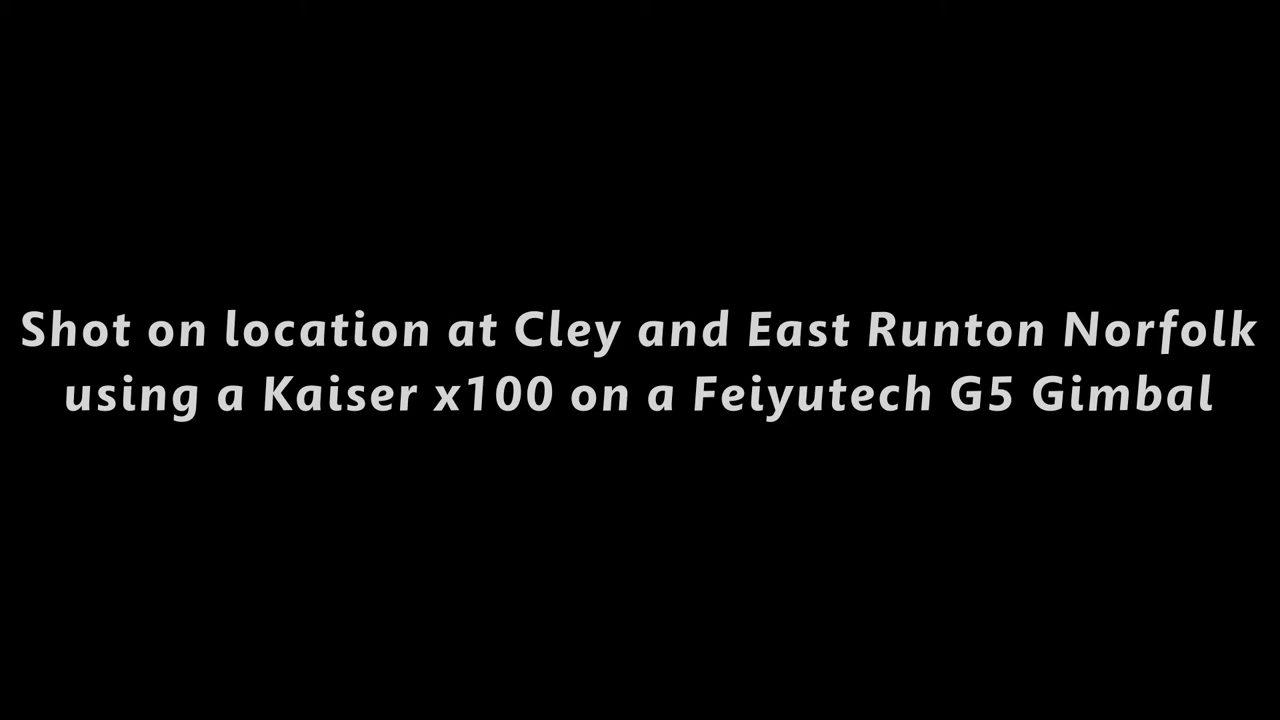 Shot on location at Cley and East Runton Norfolk
using a Kaiser x100 on a Feiyutech G5 Gimbal